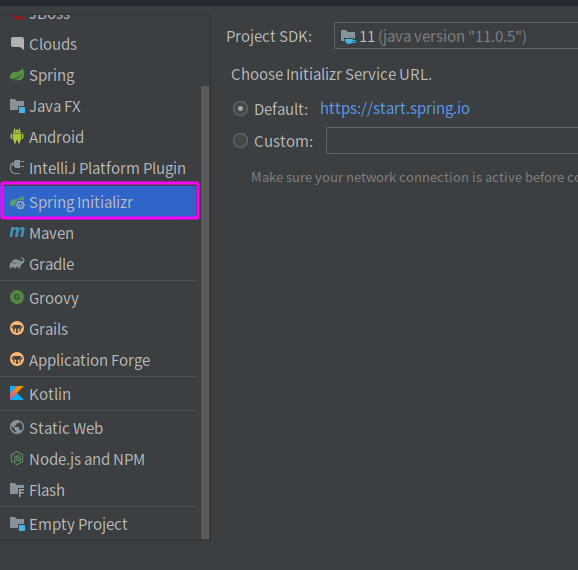 JBoss
Clouds
Spring
Java FX
Android
IntelliJ Platform Plugin
Spring Initializr
Maven
Gradle
Groovy
Grails
Application Forge
Kotlin
Static Web
Node.js and NPM
Flash
Empty Project
Project SDK: 11 (java version "11.0.5")
Choose Initializr Service URL.
Default: https://start.spring.io
Custom:
Make sure your network connection is active before co